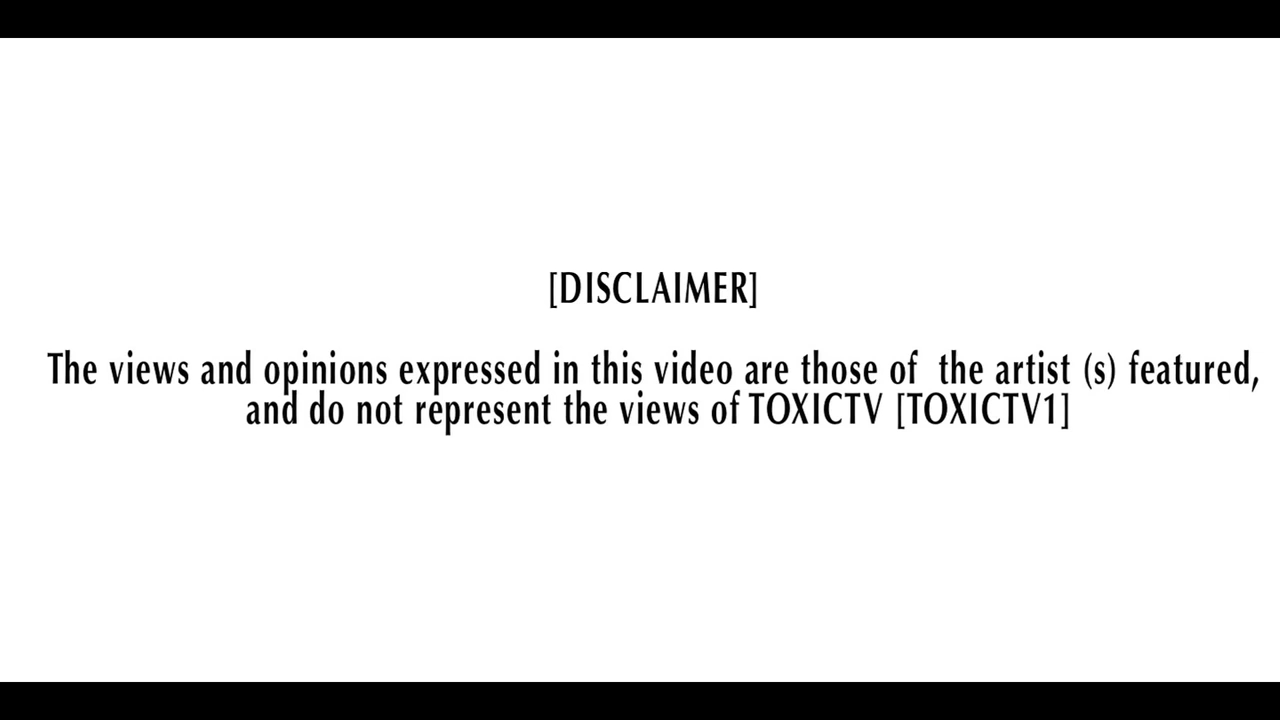 [DISCLAIMER]
The views and opinions expressed in this video are those of  the artist (s) featured,
and do not represent the views of TOXICTV [TOXICTV1]